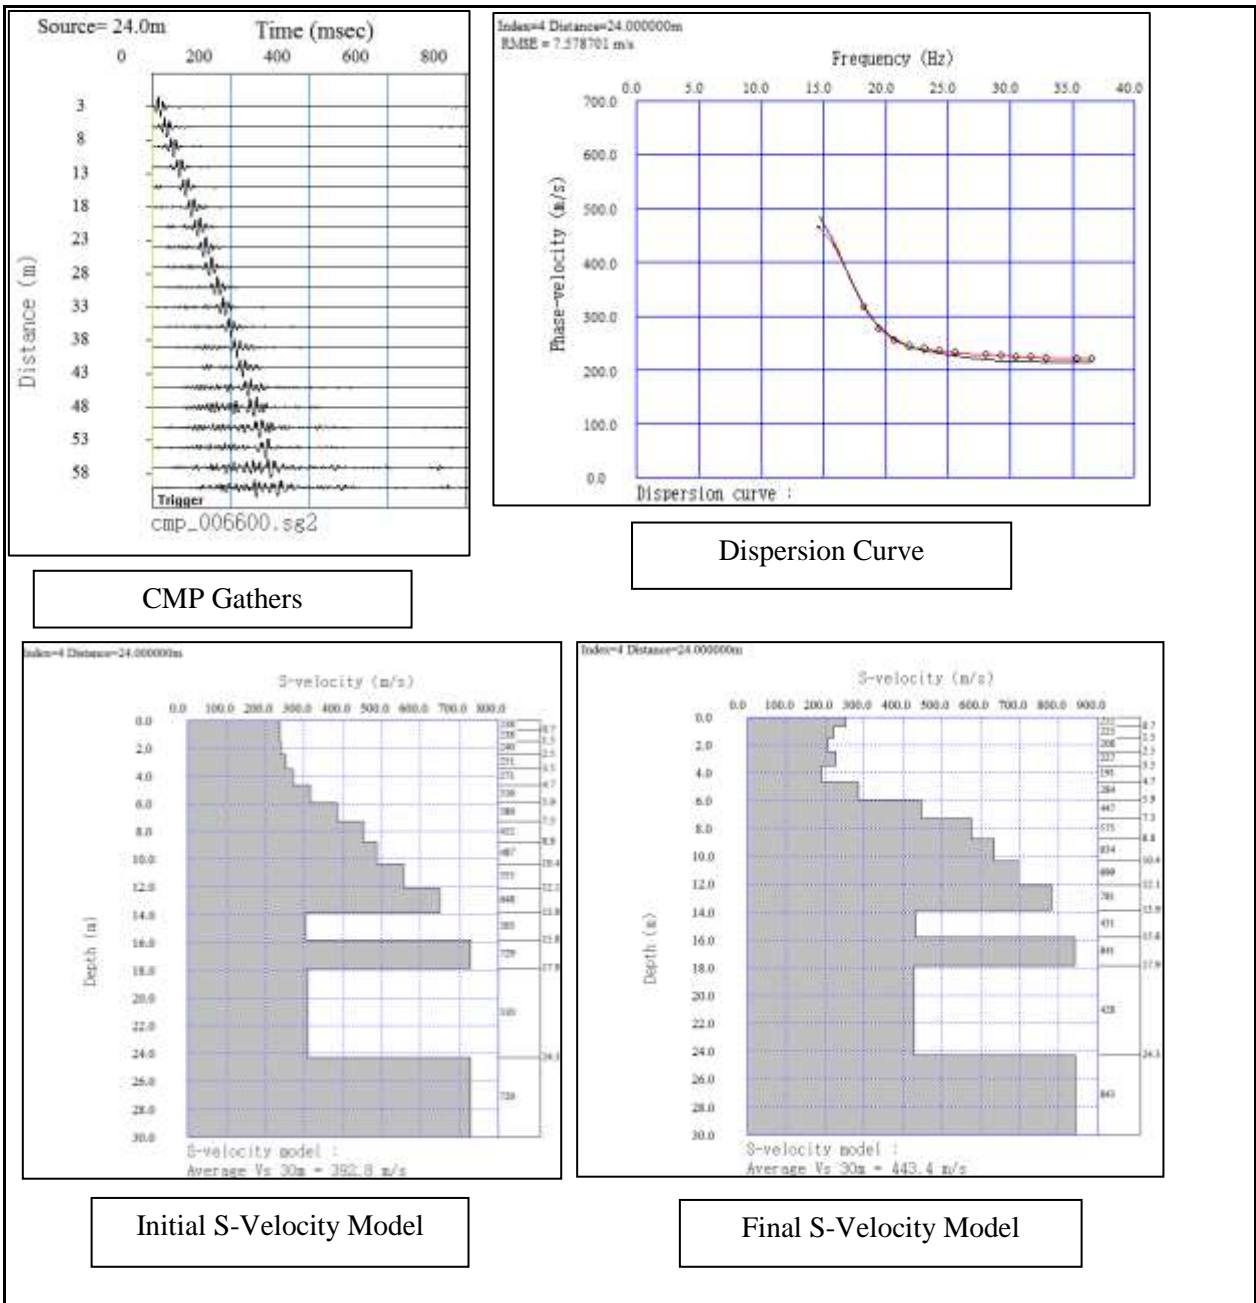 Source= 24.0m
Time (msec)
0 200 400 600 800
Distance (m)
3
8
13
18
23
28
33
38
43
48
53
58
Trigger
cmp_006600.sg2
CMP Gathers
Index=4 Distance=24.000000m
RMSE = 7.578701 m/s
Frequency (Hz)
0.0 5.0 10.0 15.0 20.0 25.0 30.0 35.0 40.0
Phase-velocity (m/s)
700.0
600.0
500.0
400.0
300.0
200.0
100.0
0.0
Dispersion curve :
Dispersion Curve
Index=4 Distance=24.000000m
S-velocity (m/s)
0.0 100.0 200.0 300.0 400.0 500.0 600.0 700.0 800.0
Depth (m)
0.0
2.0
4.0
6.0
8.0
10.0
12.0
14.0
16.0
18.0
20.0
22.0
24.0
26.0
28.0
30.0
S-velocity model :
Average Vs 30m = 392.8 m/s
Initial S-Velocity Model
Index=4 Distance=24.000000m
S-velocity (m/s)
0.0 100.0 200.0 300.0 400.0 500.0 600.0 700.0 800.0 900.0
Depth (m)
0.0
2.0
4.0
6.0
8.0
10.0
12.0
14.0
16.0
18.0
20.0
22.0
24.0
26.0
28.0
30.0
S-velocity model :
Average Vs 30m = 443.4 m/s
Final S-Velocity Model